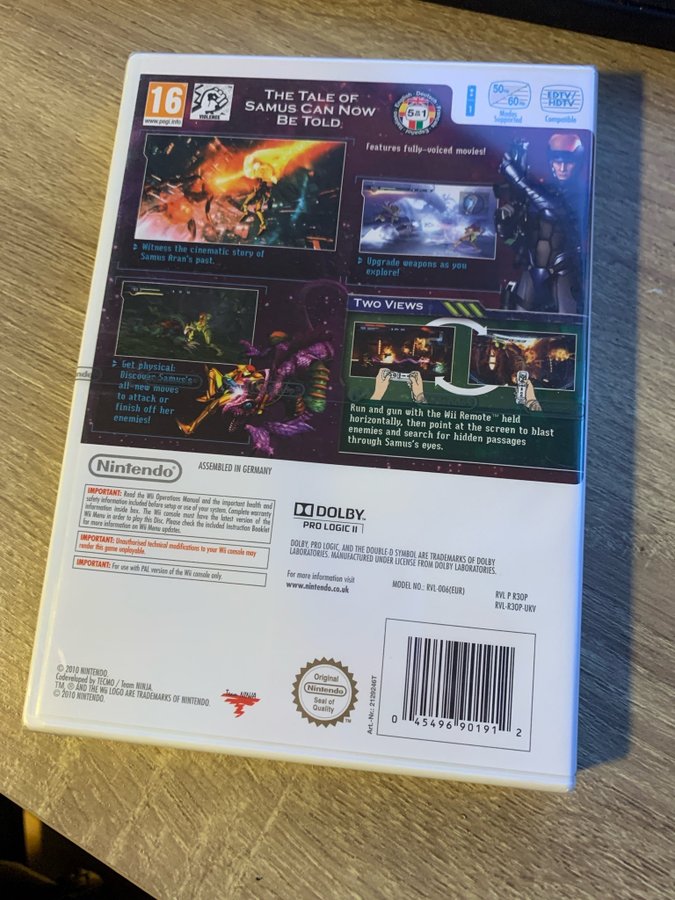 16
www.pegi.info
VIOLENCE
THE TALE OF
SAMUS CAN NOW
BE TOLD
English · Deutsch
5in1
1
50Hz
60Hz
Modes
Supported
EDTV/
HDTV
Compatible
features fully-voiced movies!
Witness the cinematic story of
Samus Aran's past.
Upgrade weapons as you
explore!
Get physical:
Discover Samus's
all-new moves
to attack or
finish off her
enemies!
TWO VIEWS
Run and gun with the Wii Remote™ held
horizontally, then point at the screen to blast
enemies and search for hidden passages
through Samus's eyes.
Nintendo®
ASSEMBLED IN GERMANY
IMPORTANT: Read the Wii Operations Manual and the important health and
safety information included before setup or use of your system. Complete warranty
information inside box. The Wii console must have the latest version of the
Wii Menu in order to play this Disc. Please check the included Instruction Booklet
for more information on Wii Menu updates.
IMPORTANT: Unauthorised technical modifications to your Wii console may
render this game unplayable.
IMPORTANT: For use with PAL version of the Wii console only.
DOLBY™
PRO LOGIC II
DOLBY, PRO LOGIC, AND THE DOUBLE-D SYMBOL ARE TRADEMARKS OF DOLBY
LABORATORIES. MANUFACTURED UNDER LICENSE FROM DOLBY LABORATORIES.
For more information visit
www.nintendo.co.uk
MODEL NO.: RVL-006(EUR)
RVL P R3OP
RVL-R3OP-UKV
© 2010 NINTENDO.
Codeveloped by TECMO / Team NINJA.
TM, ® AND THE Wii LOGO ARE TRADEMARKS OF NINTENDO.
© 2010 NINTENDO.
Team NINJA
Original
Nintendo
Seal of
Quality
TM
Art.-Nr.: 2129246T
0 45496 90191 2